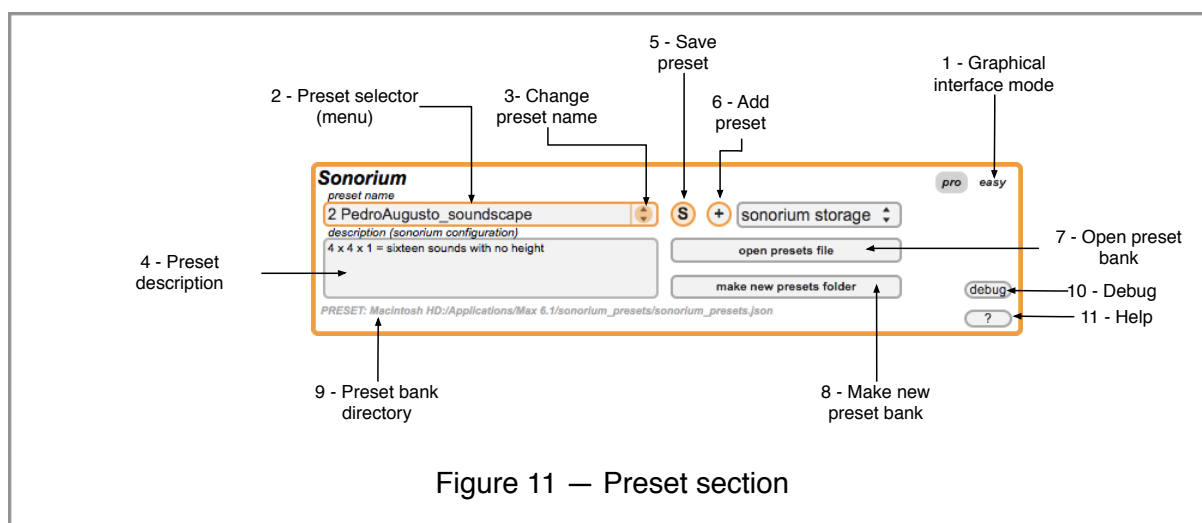 5 - Save
preset
1 - Graphical
interface mode
2 - Preset selector
(menu)
3- Change
preset name
6 - Add
preset
Sonorium
preset name
pro easy
2 PedroAugusto_soundscape
S + sonorium storage
description (sonorium configuration)
4 x 4 x 1 = sixteen sounds with no height
open presets file
7 - Open preset
bank
4 - Preset
description
make new presets folder
debug
10 - Debug
PRESET: Macintosh HD:/Applications/Max 6.1/sonorium_presets/sonorium_presets.json
?
11 - Help
9 - Preset bank
directory
8 - Make new
preset bank
Figure 11 — Preset section